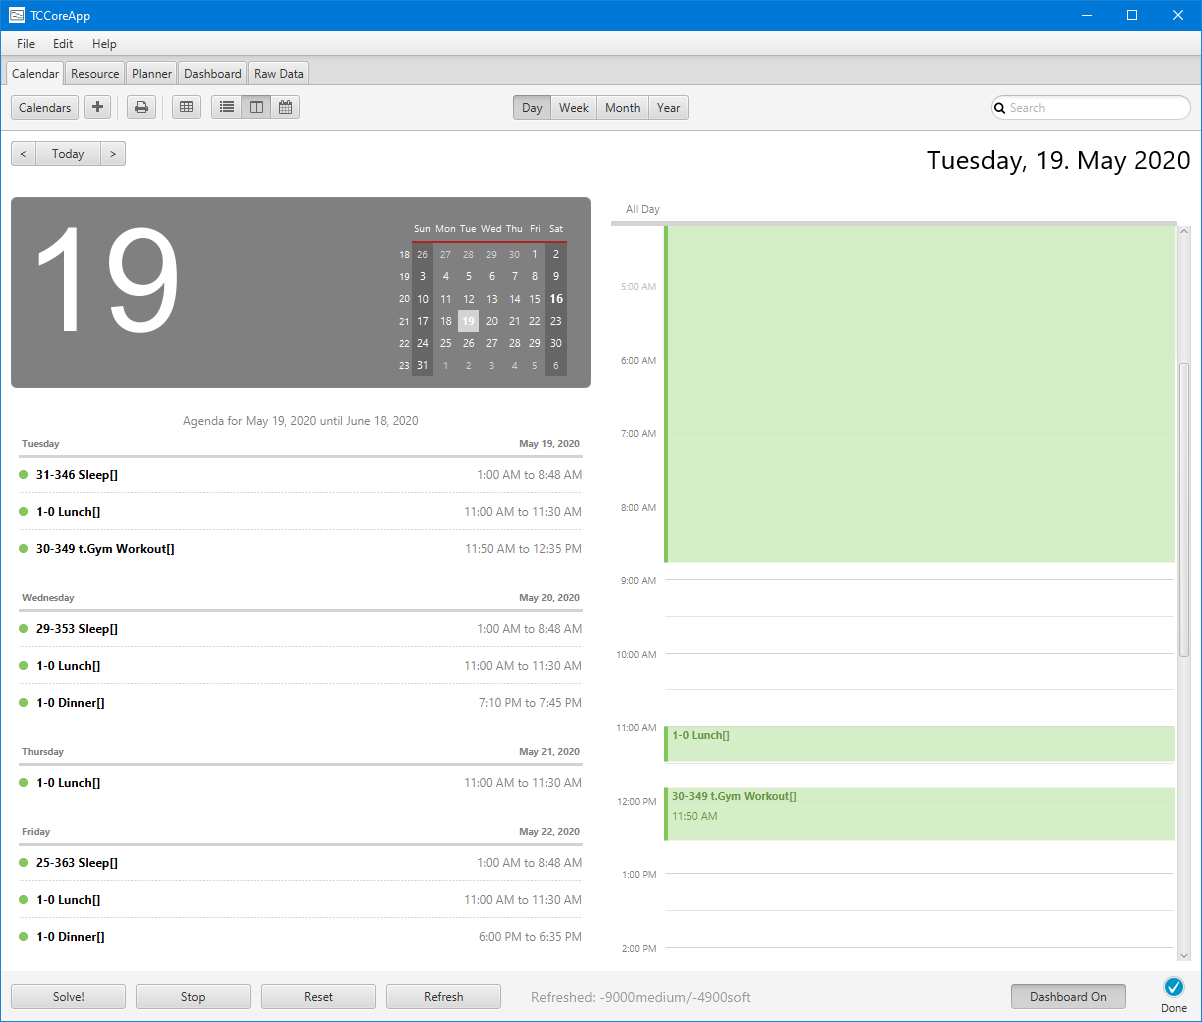 TCCoreApp
File Edit Help
Calendar Resource Planner Dashboard Raw Data
Calendars Day Week Month Year Search
< Today > Tuesday, 19. May 2020
19
Sun Mon Tue Wed Thu Fri Sat
18 26 27 28 29 30 1 2
19 3 4 5 6 7 8 9
20 10 11 12 13 14 15 16
21 17 18 19 20 21 22 23
22 24 25 26 27 28 29 30
23 31 1 2 3 4 5 6
Agenda for May 19, 2020 until June 18, 2020
Tuesday May 19, 2020
31-346 Sleep[] 1:00 AM to 8:48 AM
1-0 Lunch[] 11:00 AM to 11:30 AM
30-349 t.Gym Workout[] 11:50 AM to 12:35 PM
Wednesday May 20, 2020
29-353 Sleep[] 1:00 AM to 8:48 AM
1-0 Lunch[] 11:00 AM to 11:30 AM
1-0 Dinner[] 7:10 PM to 7:45 PM
Thursday May 21, 2020
1-0 Lunch[] 11:00 AM to 11:30 AM
Friday May 22, 2020
25-363 Sleep[] 1:00 AM to 8:48 AM
1-0 Lunch[] 11:00 AM to 11:30 AM
1-0 Dinner[] 6:00 PM to 6:35 PM
All Day
5:00 AM
6:00 AM
7:00 AM
8:00 AM
9:00 AM
10:00 AM
11:00 AM
1-0 Lunch[]
30-349 t.Gym Workout[]
12:00 PM
11:50 AM
1:00 PM
2:00 PM
Solve! Stop Reset Refresh Refreshed: -9000medium/-4900soft Dashboard On
Done